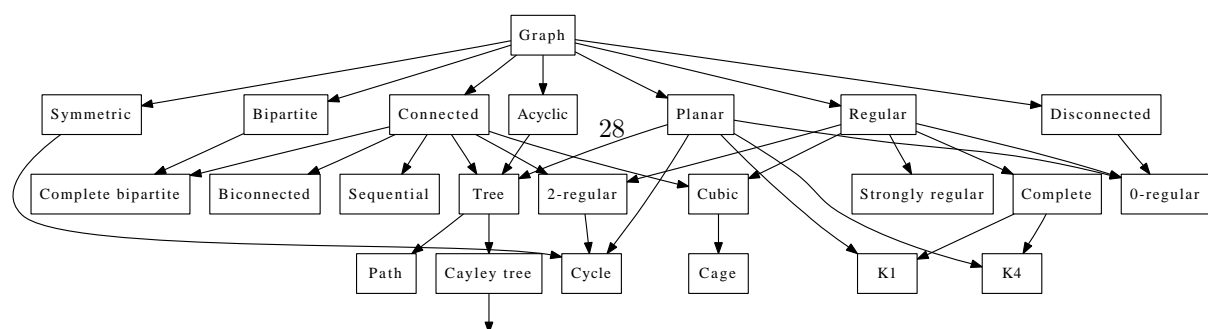 Graph
Symmetric
Bipartite
Connected
Acyclic
28
Planar
Regular
Disconnected
Complete bipartite
Biconnected
Sequential
Tree
2-regular
Cubic
Strongly regular
Complete
0-regular
Path
Cayley tree
Cycle
Cage
K1
K4